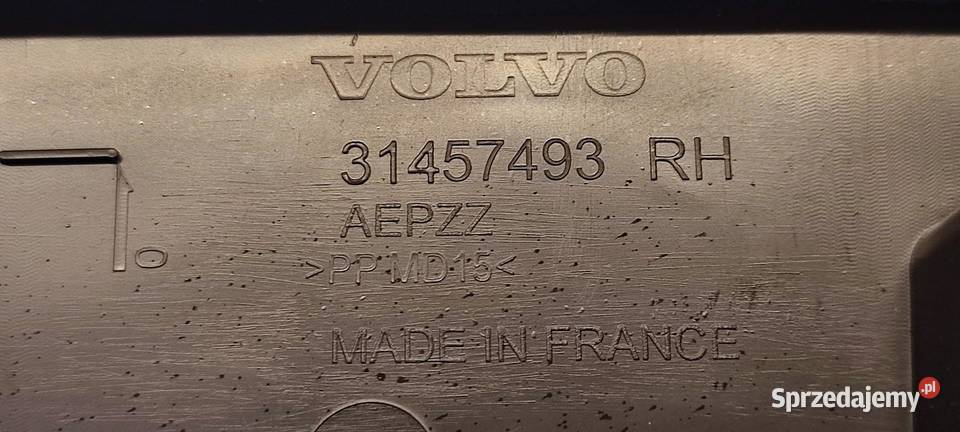 VOLVO
31457493 RH
AEPZZ
>PP MD15<
MADE IN FRANCE
Sprzedajemy.pl